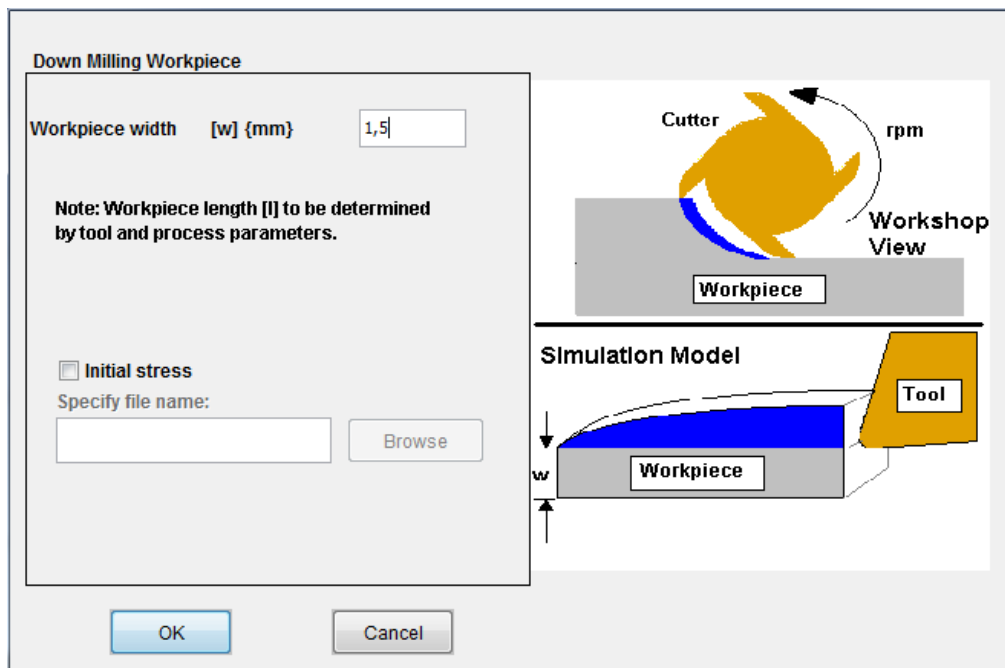 Down Milling Workpiece
Workpiece width [w] {mm} 1,5
Note: Workpiece length [l] to be determined
by tool and process parameters.
Initial stress
Specify file name:
Browse
OK Cancel
Cutter
rpm
Workshop
View
Workpiece
Simulation Model
Tool
w
Workpiece